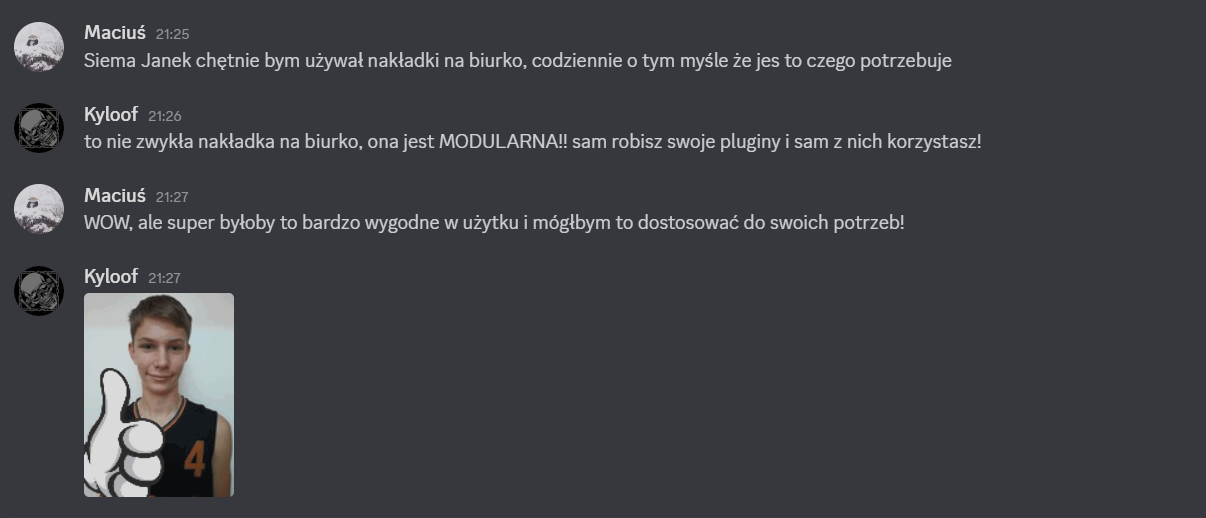 Maciuś 21:25
Siema Janek chętnie bym używał nakładki na biurko, codziennie o tym myśle że jes to czego potrzebuje
Kyloof 21:26
to nie zwykła nakładka na biurko, ona jest MODULARNA!! sam robisz swoje pluginy i sam z nich korzystasz!
Maciuś 21:27
WOW, ale super byłoby to bardzo wygodne w użytku i mógłbym to dostosować do swoich potrzeb!
Kyloof 21:27
4